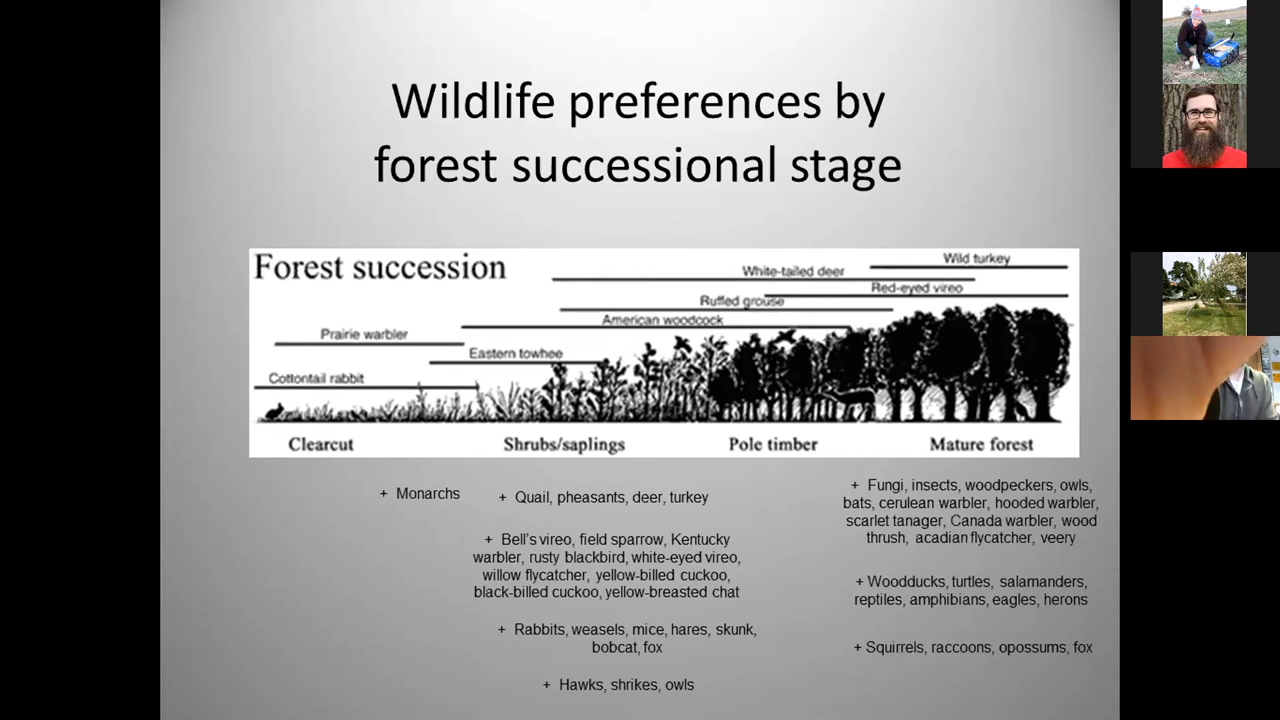 Wildlife preferences by
forest successional stage
Forest succession
Wild turkey
White-tailed deer
Red-eyed vireo
Ruffed grouse
American woodcock
Prairie warbler
Eastern towhee
Cottontail rabbit
Clearcut
Shrubs/saplings
Pole timber
Mature forest
+ Monarchs
+ Quail, pheasants, deer, turkey
+ Bell's vireo, field sparrow, Kentucky
warbler, rusty blackbird, white-eyed vireo,
willow flycatcher, yellow-billed cuckoo,
black-billed cuckoo, yellow-breasted chat
+ Rabbits, weasels, mice, hares, skunk,
bobcat, fox
+ Hawks, shrikes, owls
+ Fungi, insects, woodpeckers, owls,
bats, cerulean warbler, hooded warbler,
scarlet tanager, Canada warbler, wood
thrush, acadian flycatcher, veery
+ Woodducks, turtles, salamanders,
reptiles, amphibians, eagles, herons
+ Squirrels, raccoons, opossums, fox